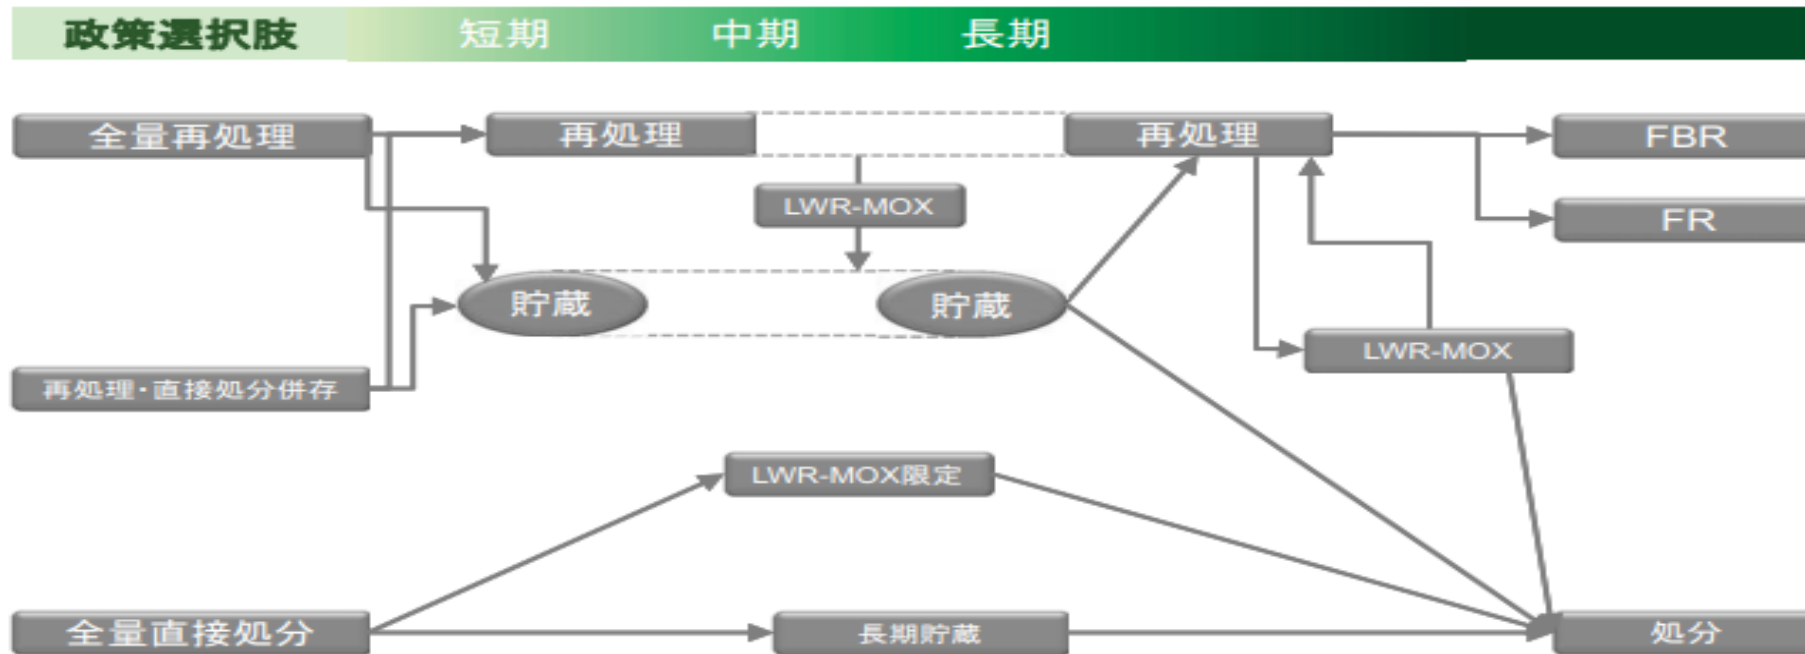 政策選択肢 短期 中期 長期
全量再処理 再処理 再処理 FBR
LWR-MOX FR
貯蔵 貯蔵
LWR-MOX
再処理・直接処分併存
LWR-MOX限定
全量直接処分 長期貯蔵 処分